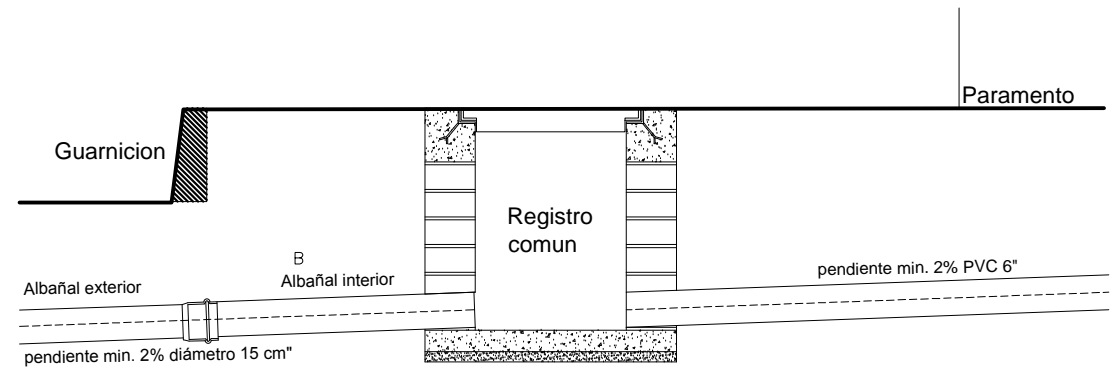 Paramento
Guarnicion
Registro
comun
B
Albañal interior
pendiente min. 2% PVC 6"
Albañal exterior
pendiente min. 2% diámetro 15 cm"